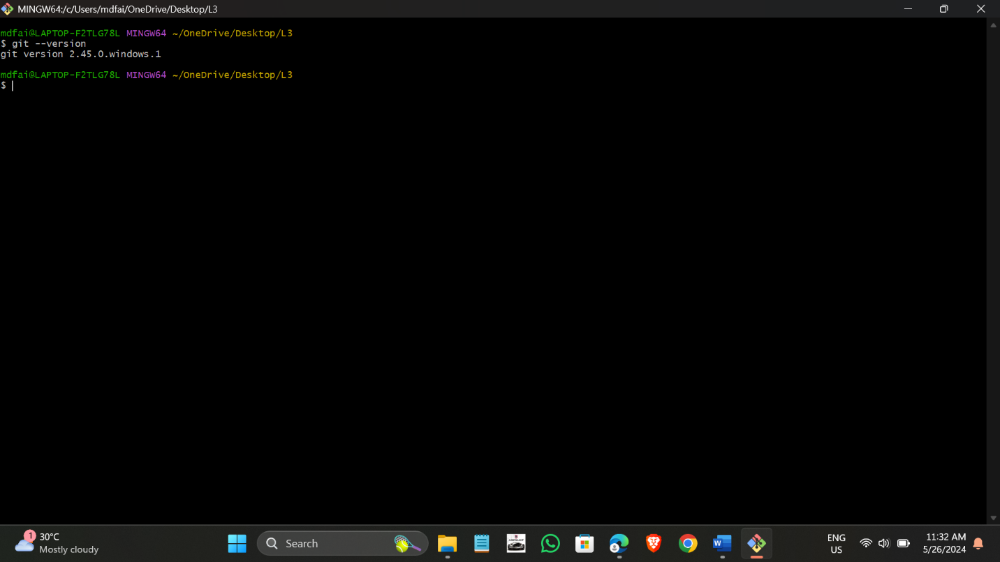 MINGW64:/c/Users/mdfai/OneDrive/Desktop/L3
mdfai@LAPTOP-F2TLG78L MINGW64 ~/OneDrive/Desktop/L3
$ git --version
git version 2.45.0.windows.1
mdfai@LAPTOP-F2TLG78L MINGW64 ~/OneDrive/Desktop/L3
$
1
30°C
Mostly cloudy
Search
W
ENG
US
11:32 AM
5/26/2024